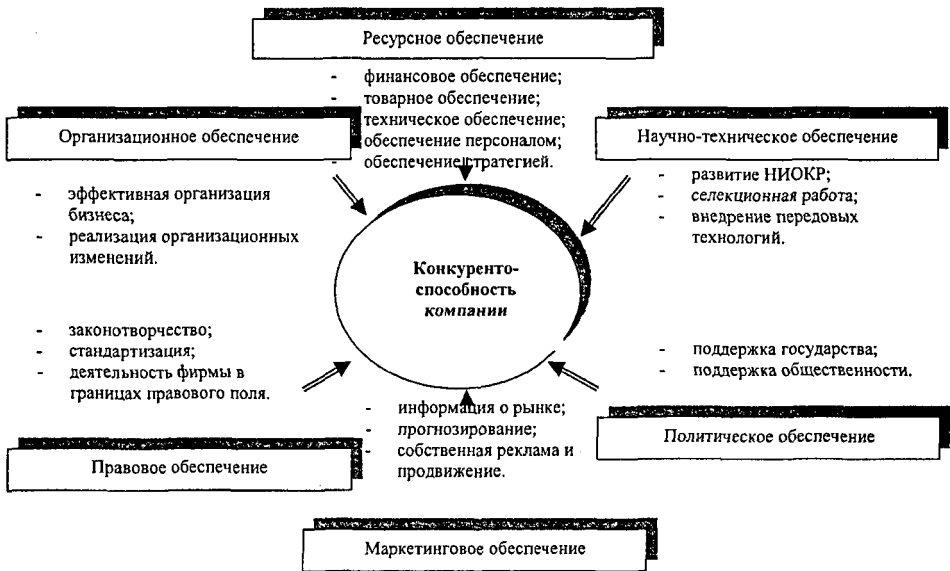 Ресурсное обеспечение
- финансовое обеспечение;
- товарное обеспечение;
- техническое обеспечение;
- обеспечение персоналом;
- обеспечение стратегией.
Организационное обеспечение
- эффективная организация
бизнеса;
- реализация организационных
изменений.
Научно-техническое обеспечение
- развитие НИОКР;
- селекционная работа;
- внедрение передовых
технологий.
Конкуренто-
способность
компании
- законотворчество;
- стандартизация;
- деятельность фирмы в
границах правового поля.
Правовое обеспечение
- информация о рынке;
- прогнозирование;
- собственная реклама и
продвижение.
Маркетинговое обеспечение
- поддержка государства;
- поддержка общественности.
Политическое обеспечение